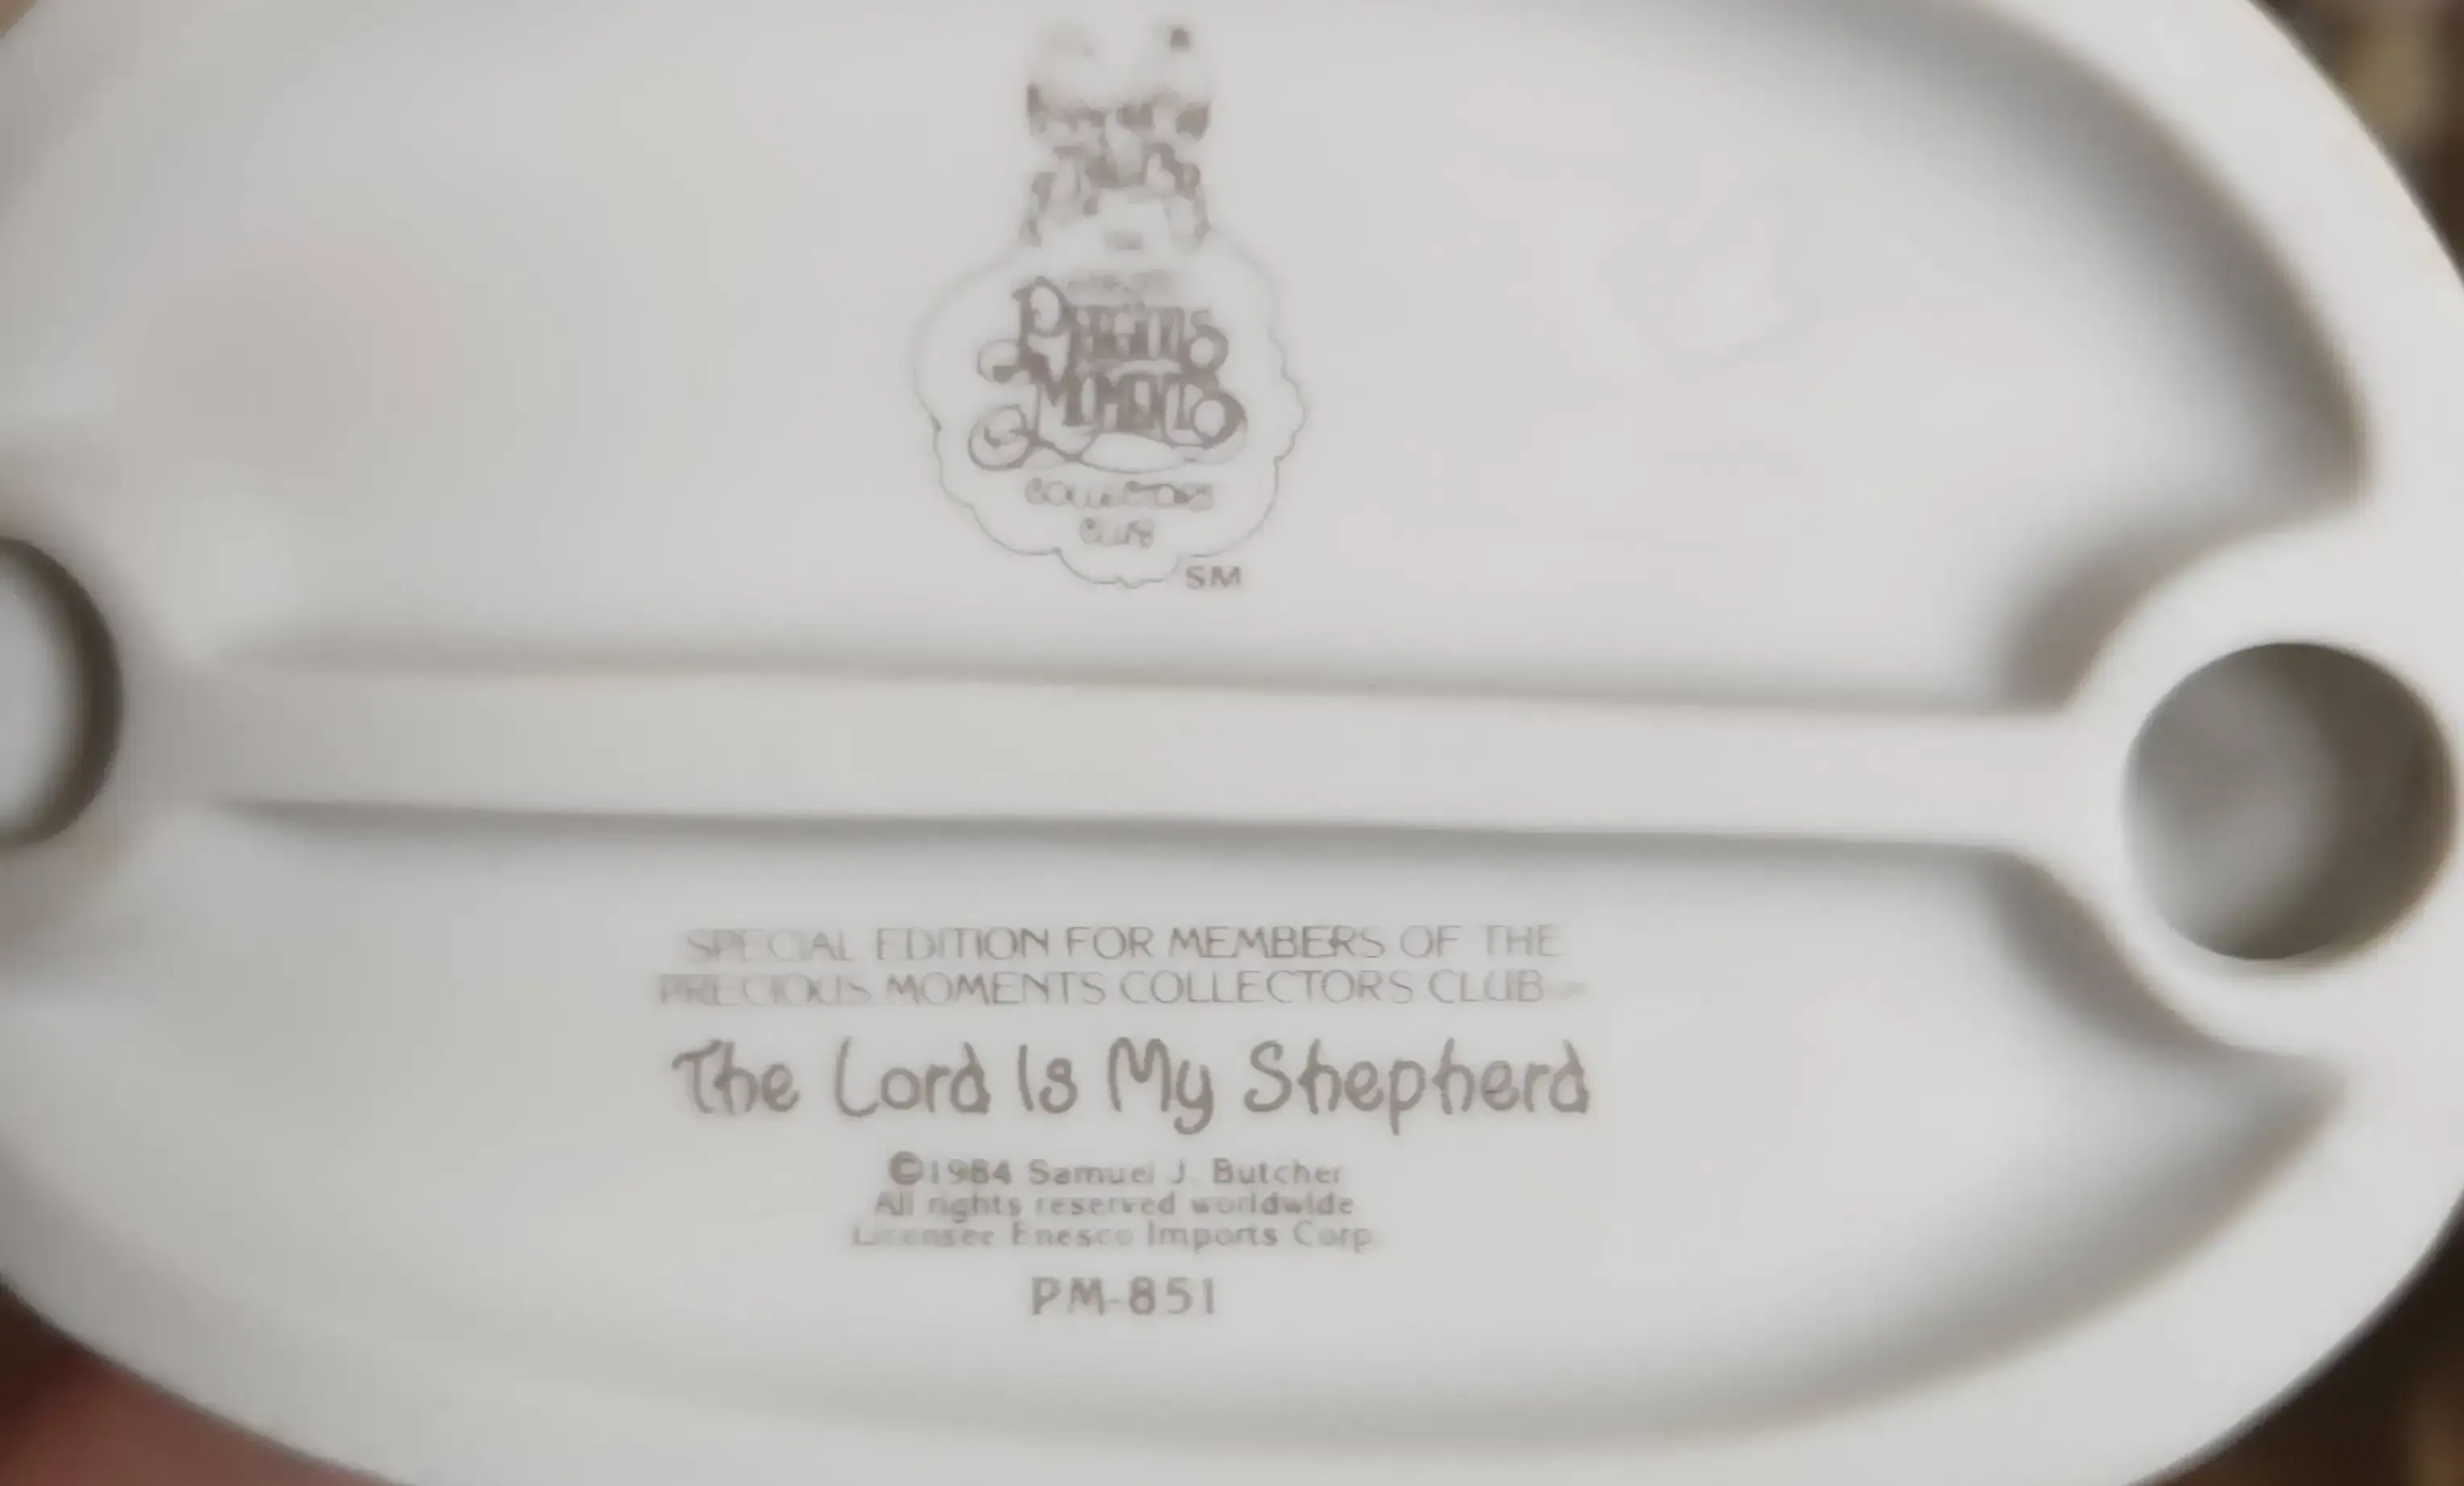 THE
PRECIOUS
MOMENTS
COLLECTORS
CLUB
SM
SPECIAL EDITION FOR MEMBERS OF THE
PRECIOUS MOMENTS COLLECTORS CLUB
The Lord Is My Shepherd
©1984 Samuel J. Butcher
All rights reserved worldwide
Licensee Enesco Imports Corp.
PM-851